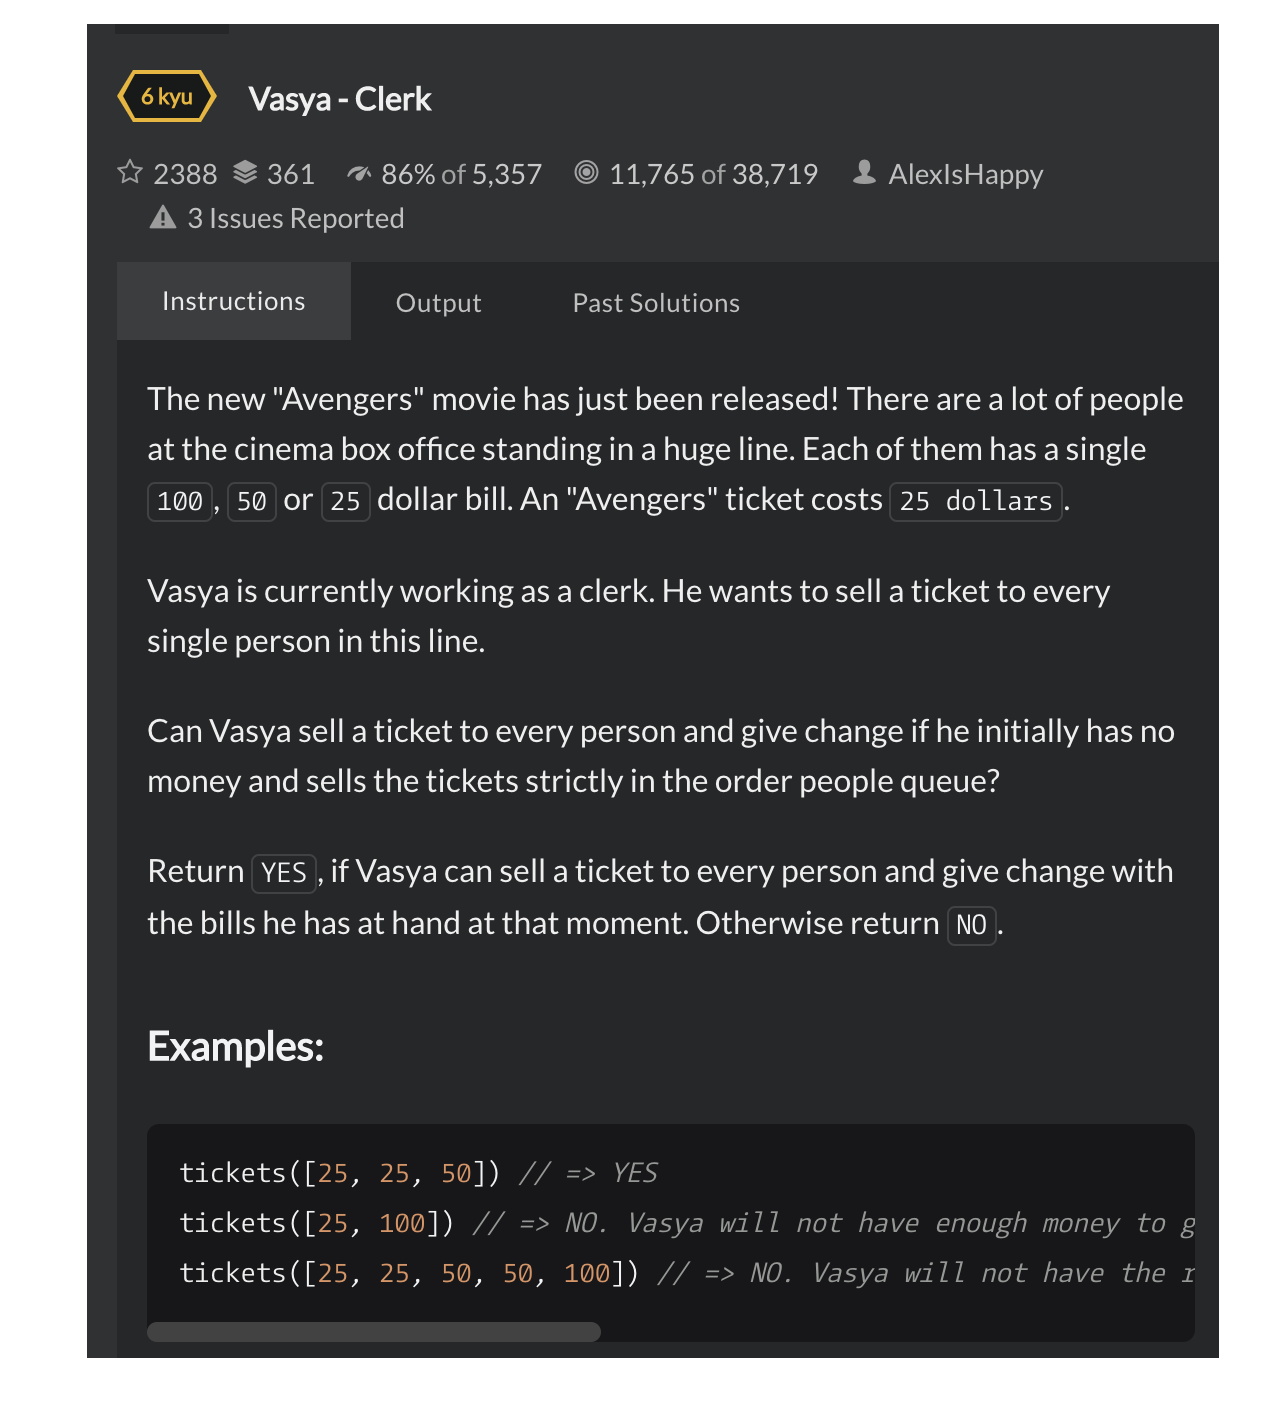 6 kyu Vasya - Clerk
2388 361 86% of 5,357 11,765 of 38,719 AlexIsHappy
3 Issues Reported
Instructions Output Past Solutions
The new "Avengers" movie has just been released! There are a lot of people
at the cinema box office standing in a huge line. Each of them has a single
100, 50 or 25 dollar bill. An "Avengers" ticket costs 25 dollars.
Vasya is currently working as a clerk. He wants to sell a ticket to every
single person in this line.
Can Vasya sell a ticket to every person and give change if he initially has no
money and sells the tickets strictly in the order people queue?
Return YES, if Vasya can sell a ticket to every person and give change with
the bills he has at hand at that moment. Otherwise return NO.
Examples:
tickets([25, 25, 50]) // => YES
tickets([25, 100]) // => NO. Vasya will not have enough money to g
tickets([25, 25, 50, 50, 100]) // => NO. Vasya will not have the r